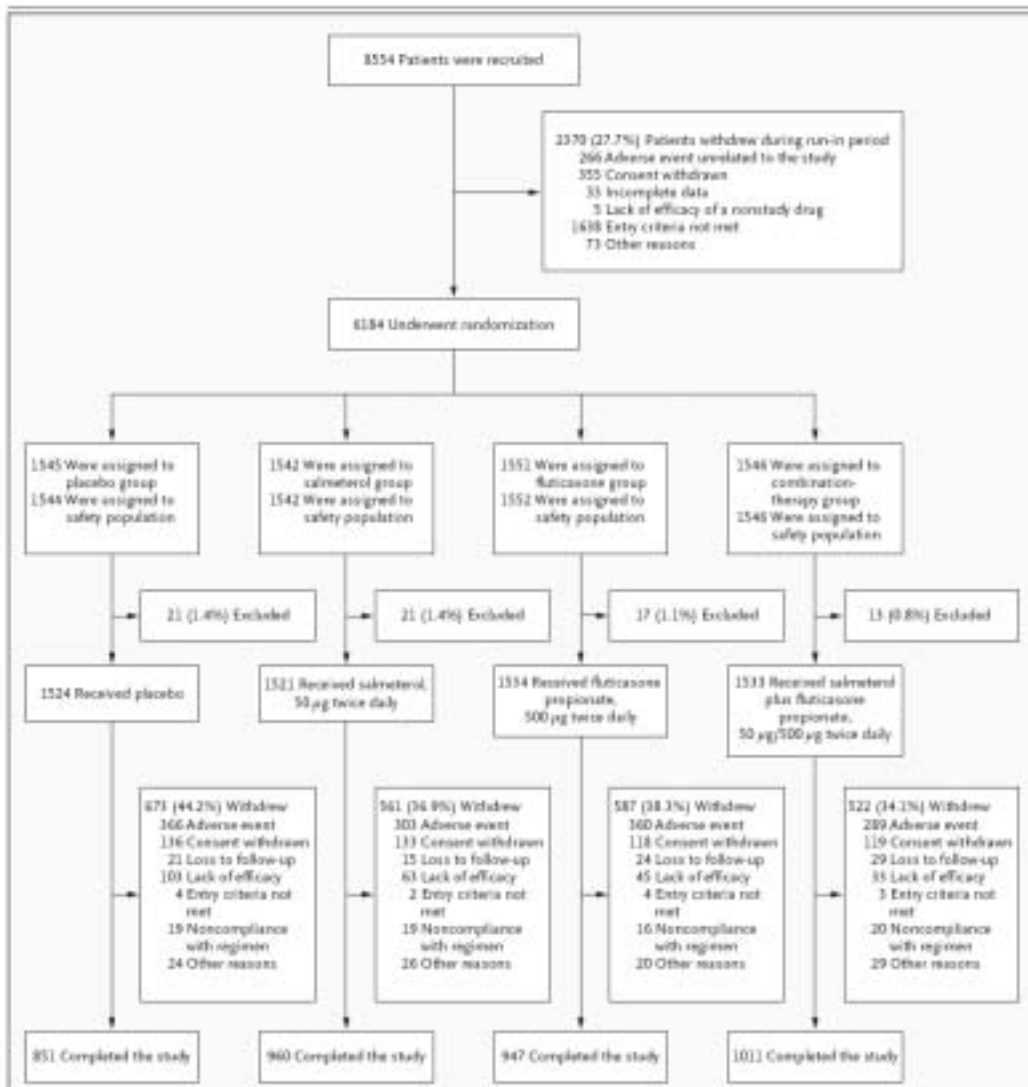 8554 Patients were recruited
2370 (27.7%) Patients withdrew during run-in period
266 Adverse event unrelated to the study
355 Consent withdrawn
33 Incomplete data
5 Lack of efficacy of a nonstudy drug
1638 Entry criteria not met
73 Other reasons
6184 Underwent randomization
1545 Were assigned to
placebo group
1544 Were assigned to
safety population
1542 Were assigned to
salmeterol group
1542 Were assigned to
safety population
1551 Were assigned to
fluticasone group
1552 Were assigned to
safety population
1546 Were assigned to
combination-
therapy group
1546 Were assigned to
safety population
21 (1.4%) Excluded
21 (1.4%) Excluded
17 (1.1%) Excluded
13 (0.8%) Excluded
1524 Received placebo
1521 Received salmeterol,
50 µg twice daily
1534 Received fluticasone
propionate,
500 µg twice daily
1533 Received salmeterol
plus fluticasone
propionate,
50 µg/500 µg twice daily
673 (44.2%) Withdrew
366 Adverse event
136 Consent withdrawn
21 Loss to follow-up
103 Lack of efficacy
4 Entry criteria not
met
19 Noncompliance
with regimen
24 Other reasons
561 (36.9%) Withdrew
303 Adverse event
133 Consent withdrawn
15 Loss to follow-up
63 Lack of efficacy
2 Entry criteria not
met
19 Noncompliance
with regimen
26 Other reasons
587 (38.3%) Withdrew
360 Adverse event
118 Consent withdrawn
24 Loss to follow-up
45 Lack of efficacy
4 Entry criteria not
met
16 Noncompliance
with regimen
20 Other reasons
522 (34.1%) Withdrew
289 Adverse event
119 Consent withdrawn
29 Loss to follow-up
33 Lack of efficacy
3 Entry criteria not
met
20 Noncompliance
with regimen
29 Other reasons
851 Completed the study
960 Completed the study
947 Completed the study
1011 Completed the study